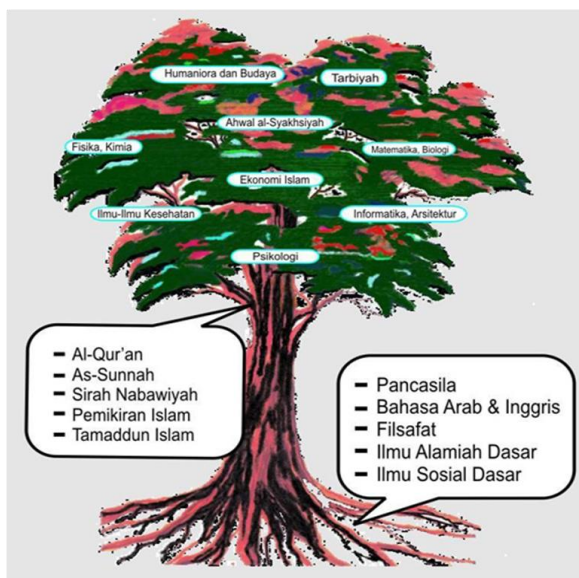 Humaniora dan Budaya
Tarbiyah
Ahwal al-Syakhsiyah
Fisika, Kimia
Matematika, Biologi
Ekonomi Islam
Ilmu-Ilmu Kesehatan
Informatika, Arsitektur
Psikologi
- Al-Qur'an
- As-Sunnah
- Sirah Nabawiyah
- Pemikiran Islam
- Tamaddun Islam
- Pancasila
- Bahasa Arab & Inggris
- Filsafat
- Ilmu Alamiah Dasar
- Ilmu Sosial Dasar